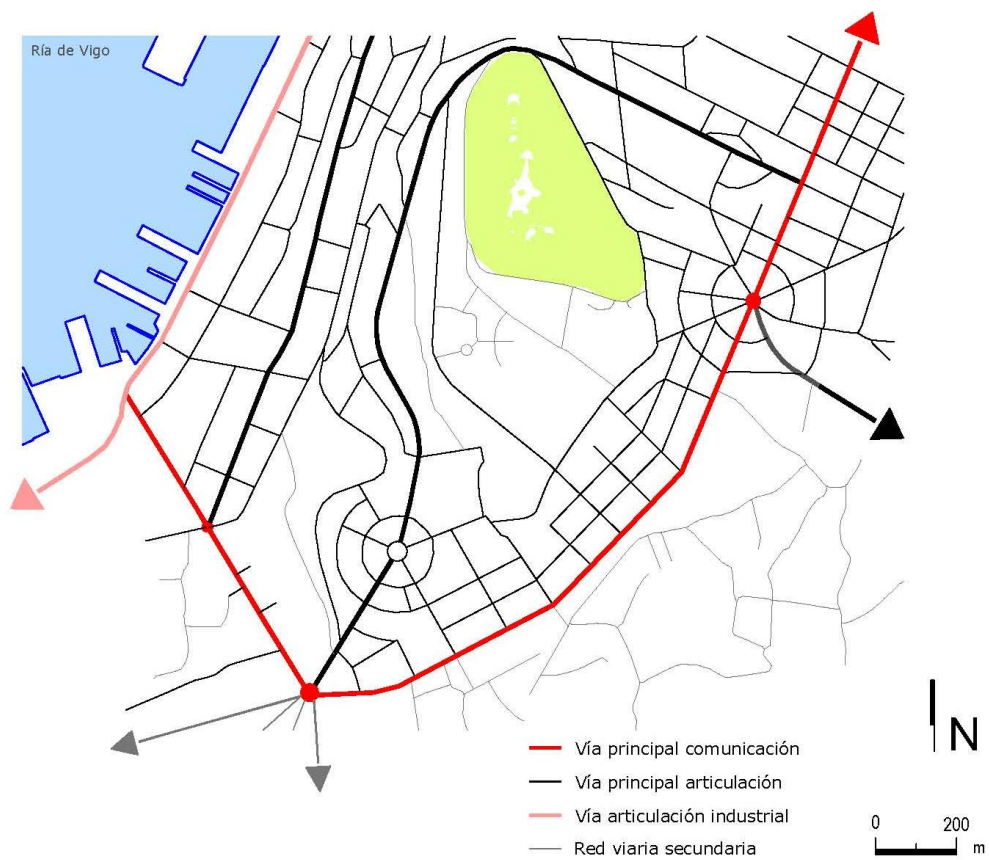 Ría de Vigo
N
Vía principal comunicación
Vía principal articulación
Vía articulación industrial
Red viaria secundaria
0 200
m